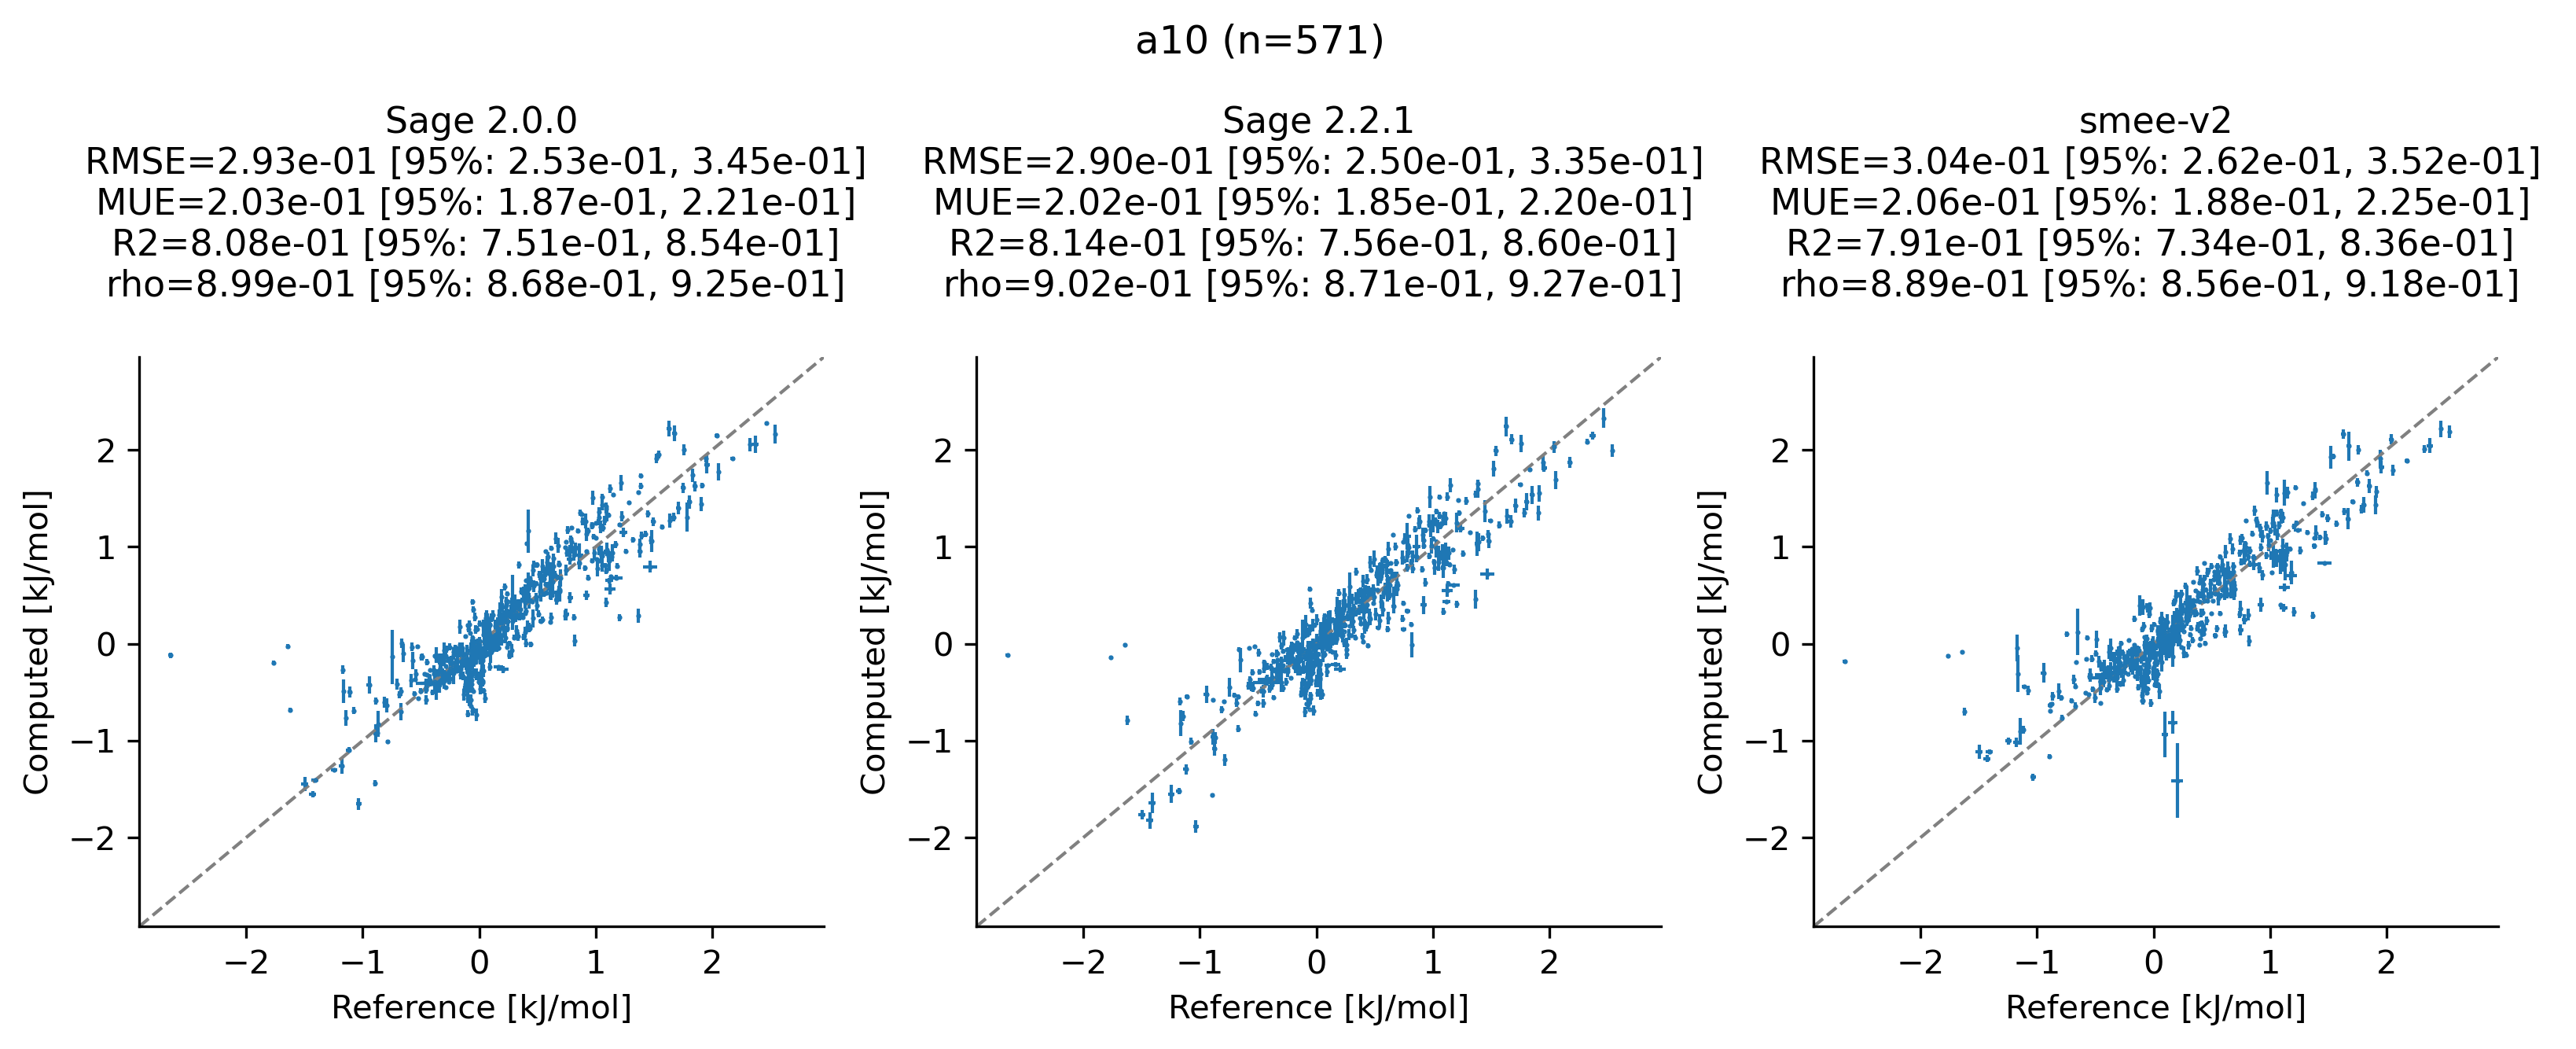 a10 (n=571)
Sage 2.0.0
RMSE=2.93e-01 [95%: 2.53e-01, 3.45e-01]
MUE=2.03e-01 [95%: 1.87e-01, 2.21e-01]
R2=8.08e-01 [95%: 7.51e-01, 8.54e-01]
rho=8.99e-01 [95%: 8.68e-01, 9.25e-01]
Computed [kJ/mol]
2
1
0
−1
−2
−2 −1 0 1 2
Reference [kJ/mol]
Sage 2.2.1
RMSE=2.90e-01 [95%: 2.50e-01, 3.35e-01]
MUE=2.02e-01 [95%: 1.85e-01, 2.20e-01]
R2=8.14e-01 [95%: 7.56e-01, 8.60e-01]
rho=9.02e-01 [95%: 8.71e-01, 9.27e-01]
Computed [kJ/mol]
2
1
0
−1
−2
−2 −1 0 1 2
Reference [kJ/mol]
smee-v2
RMSE=3.04e-01 [95%: 2.62e-01, 3.52e-01]
MUE=2.06e-01 [95%: 1.88e-01, 2.25e-01]
R2=7.91e-01 [95%: 7.34e-01, 8.36e-01]
rho=8.89e-01 [95%: 8.56e-01, 9.18e-01]
Computed [kJ/mol]
2
1
0
−1
−2
−2 −1 0 1 2
Reference [kJ/mol]